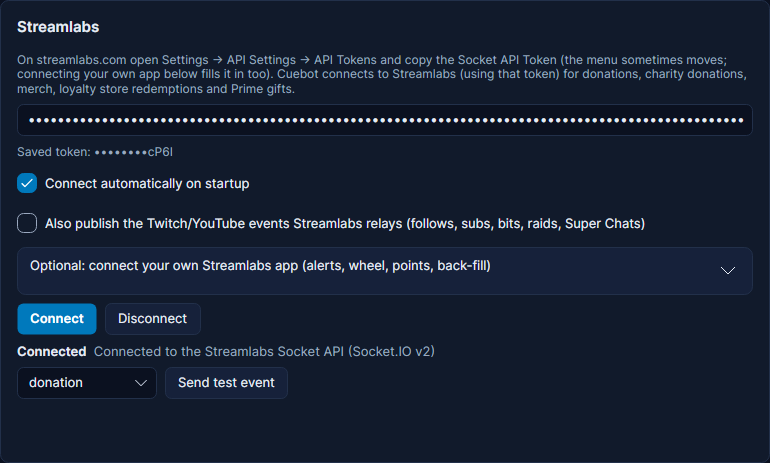 Streamlabs
On streamlabs.com open Settings → API Settings → API Tokens and copy the Socket API Token (the menu sometimes moves;
connecting your own app below fills it in too). Cuebot connects to Streamlabs (using that token) for donations, charity donations,
merch, loyalty store redemptions and Prime gifts.
Saved token: ••••••••cP6I
Connect automatically on startup
Also publish the Twitch/YouTube events Streamlabs relays (follows, subs, bits, raids, Super Chats)
Optional: connect your own Streamlabs app (alerts, wheel, points, back-fill)
Connect Disconnect
Connected Connected to the Streamlabs Socket API (Socket.IO v2)
donation Send test event